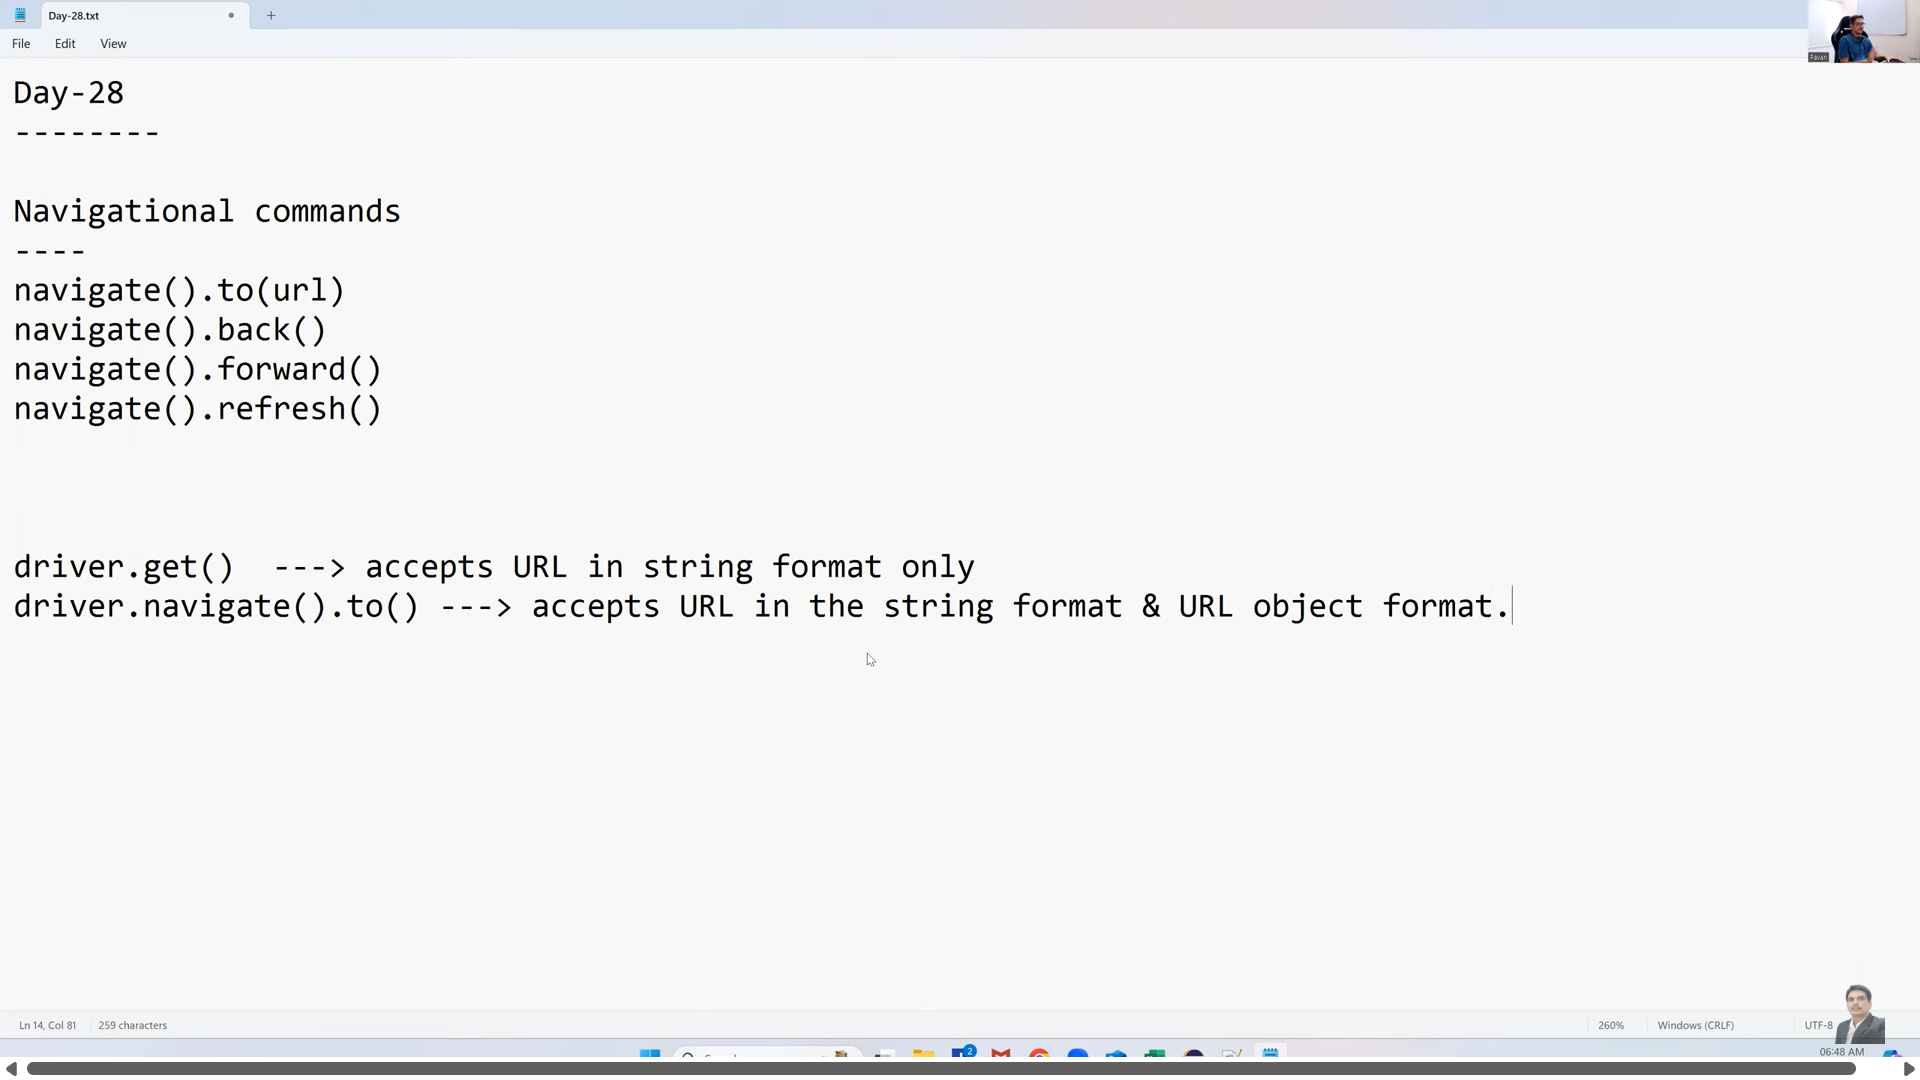 Day-28.txt
File Edit View
Pavan
Day-28
--------
Navigational commands
----
navigate().to(url)
navigate().back()
navigate().forward()
navigate().refresh()
driver.get()  ---> accepts URL in string format only
driver.navigate().to() ---> accepts URL in the string format & URL object format.
Ln 14, Col 81 259 characters 260% Windows (CRLF) UTF-8
2
06:48 AM